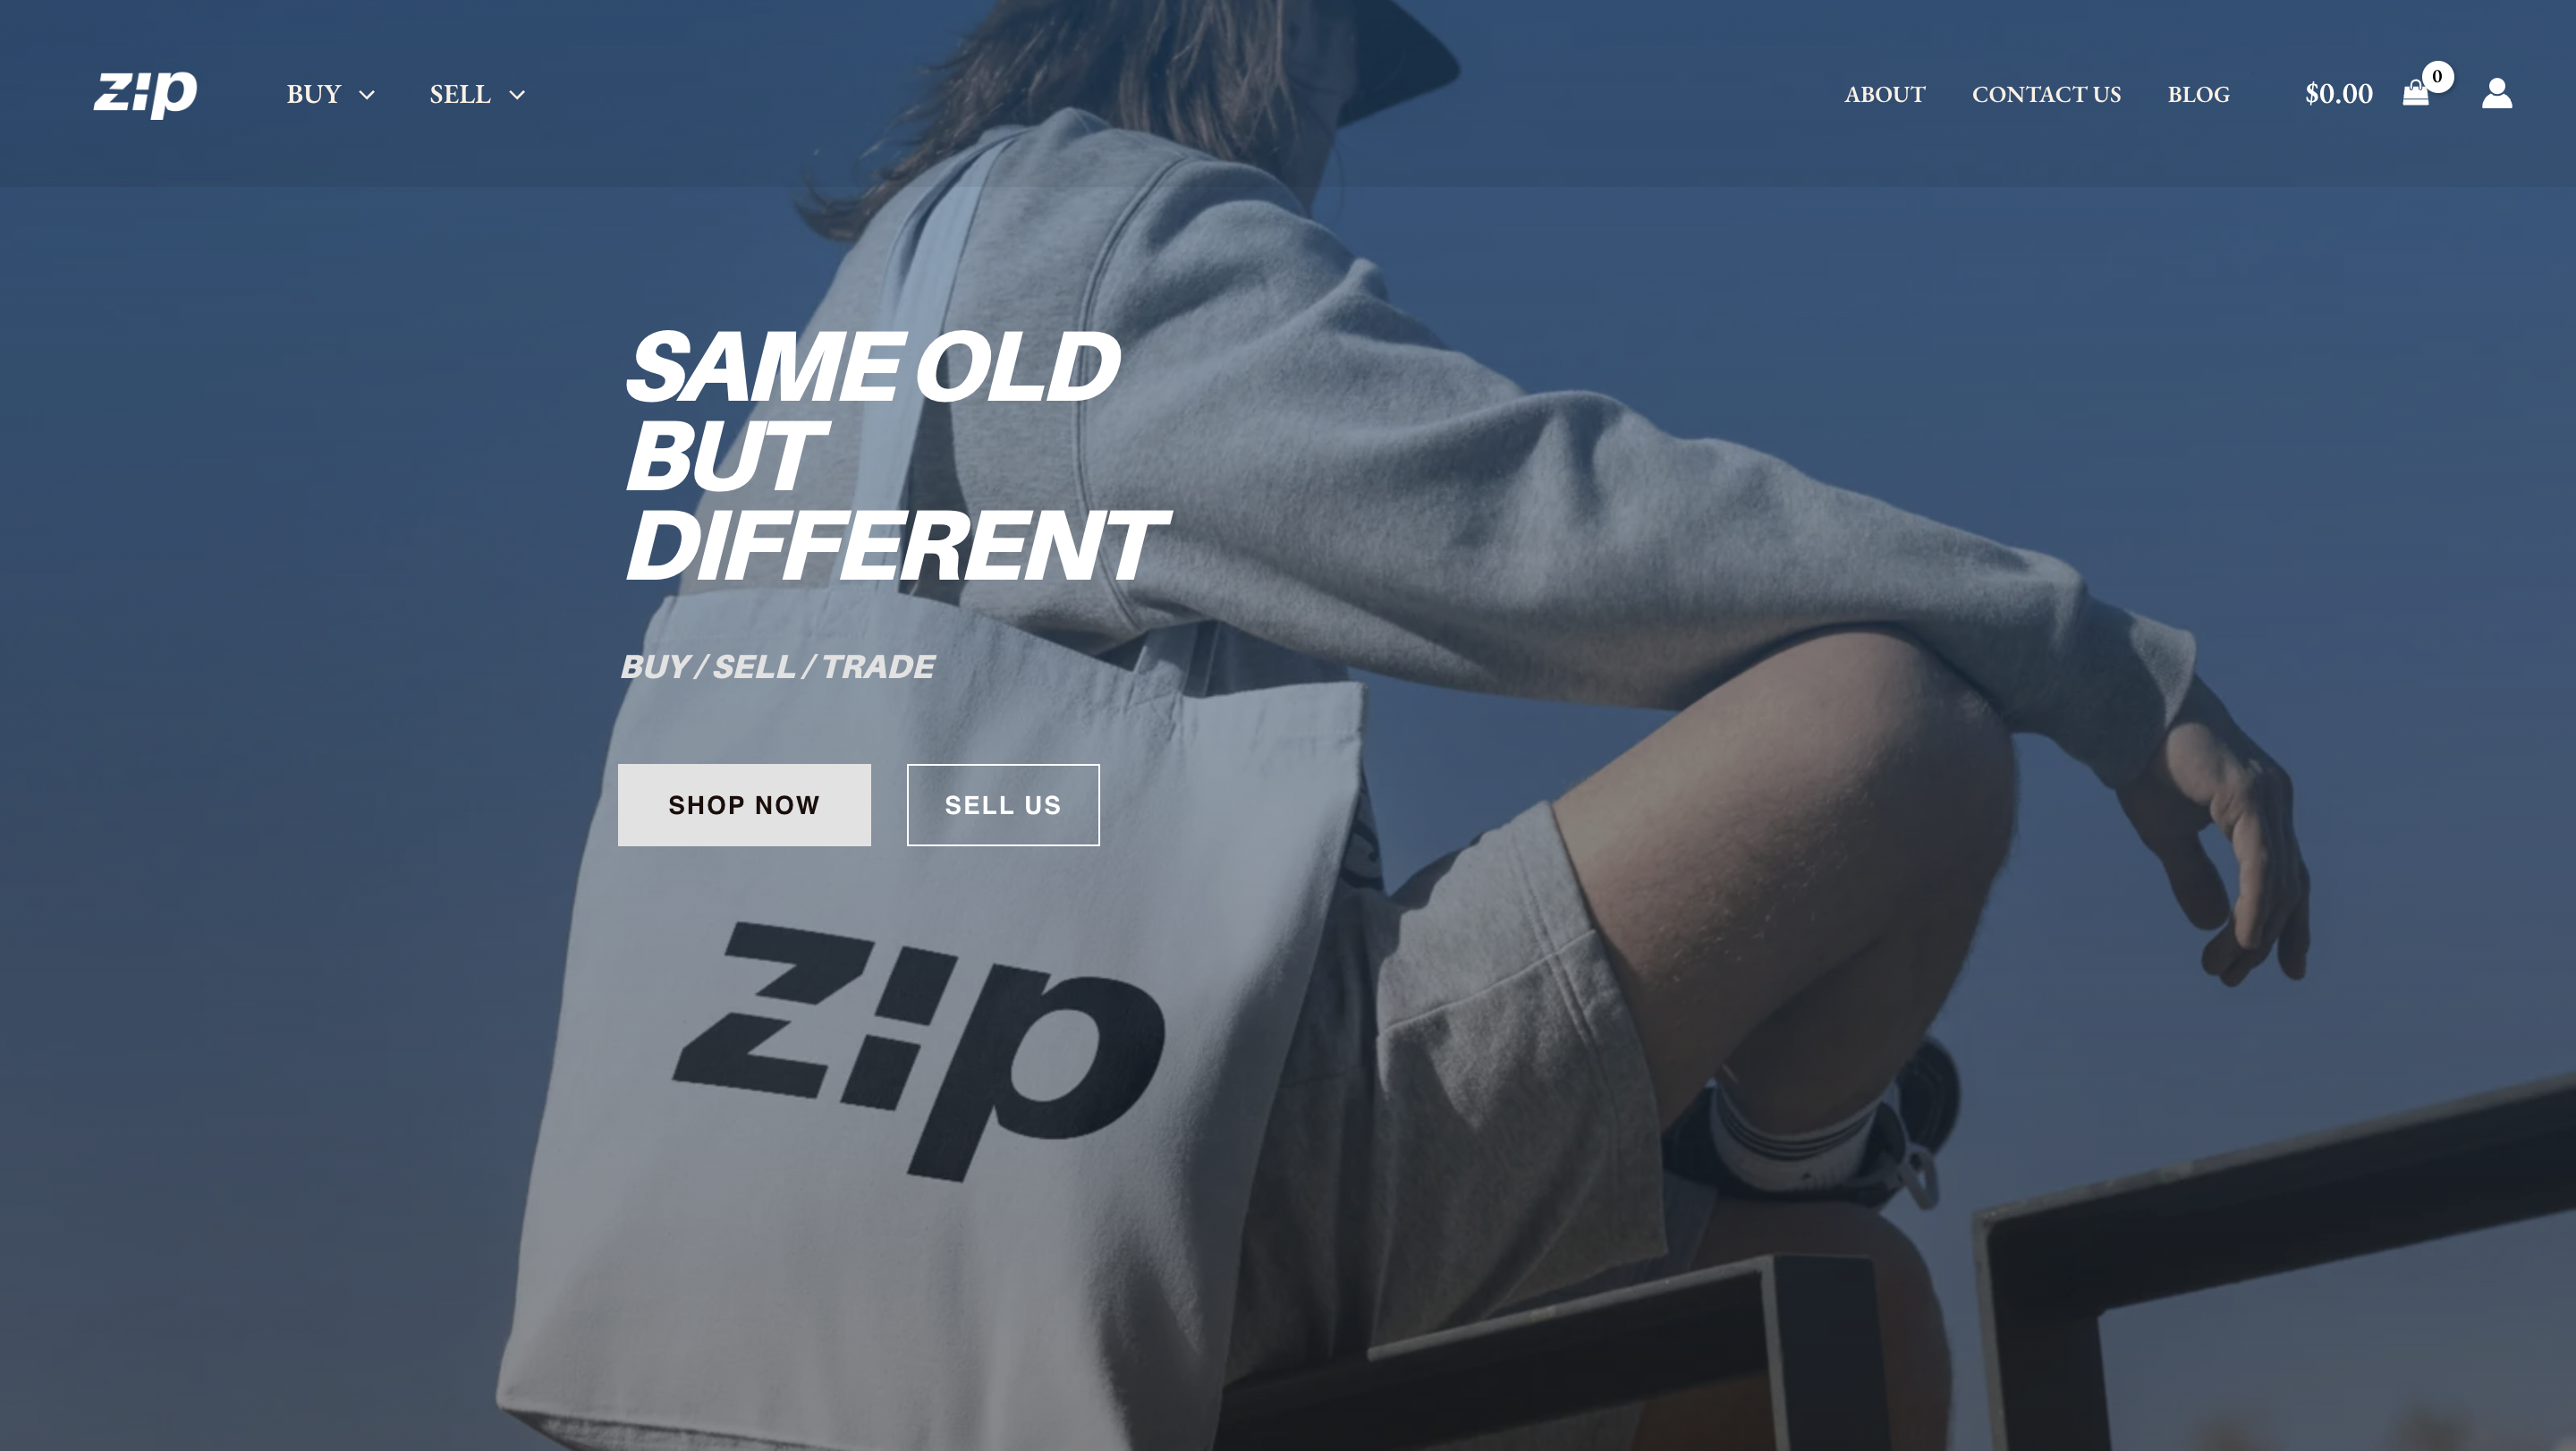 zip
BUY
SELL
ABOUT
CONTACT US
BLOG
$0.00
0
SAME OLD
BUT
DIFFERENT
BUY / SELL / TRADE
SHOP NOW
SELL US
zip